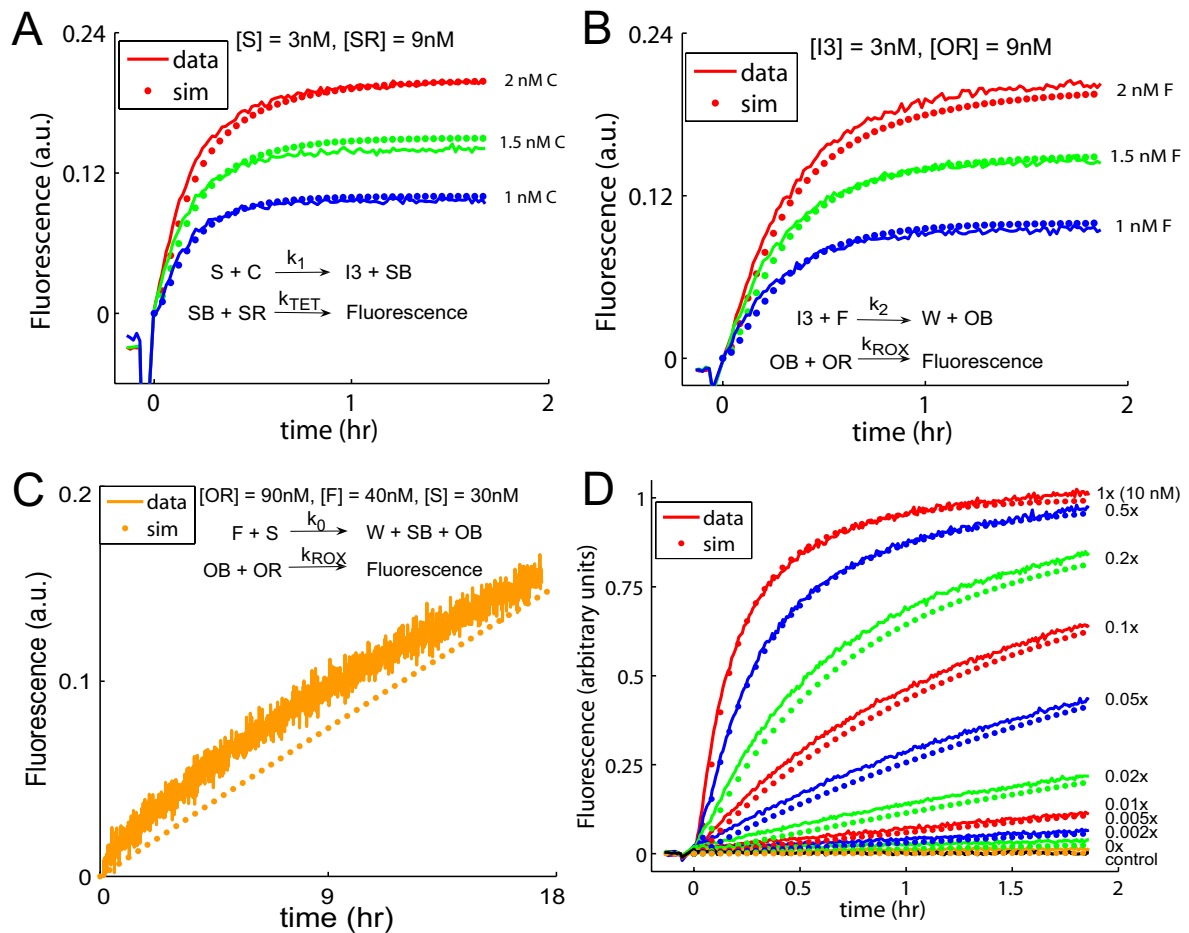 A
[S] = 3nM, [SR] = 9nM
data
sim
2 nM C
1.5 nM C
1 nM C
S + C k1 I3 + SB
SB + SR kTET Fluorescence
0.24
0.12
0
Fluorescence (a.u.)
0 1 2
time (hr)
B
[I3] = 3nM, [OR] = 9nM
data
sim
2 nM F
1.5 nM F
1 nM F
I3 + F k2 W + OB
OB + OR kROX Fluorescence
0.24
0.12
0
Fluorescence (a.u.)
0 1 2
time (hr)
C
[OR] = 90nM, [F] = 40nM, [S] = 30nM
data
sim
F + S k0 W + SB + OB
OB + OR kROX Fluorescence
0.2
0.1
0
Fluorescence (a.u.)
0 9 18
time (hr)
D
data
sim
1x (10 nM)
0.5x
0.2x
0.1x
0.05x
0.02x
0.01x
0.005x
0.002x
0x
control
1
0.75
0.5
0.25
0
Fluorescence (arbitrary units)
0 0.5 1 1.5 2
time (hr)